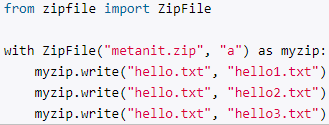 from zipfile import ZipFile
with ZipFile("metanit.zip", "a") as myzip:
    myzip.write("hello.txt", "hello1.txt")
    myzip.write("hello.txt", "hello2.txt")
    myzip.write("hello.txt", "hello3.txt")